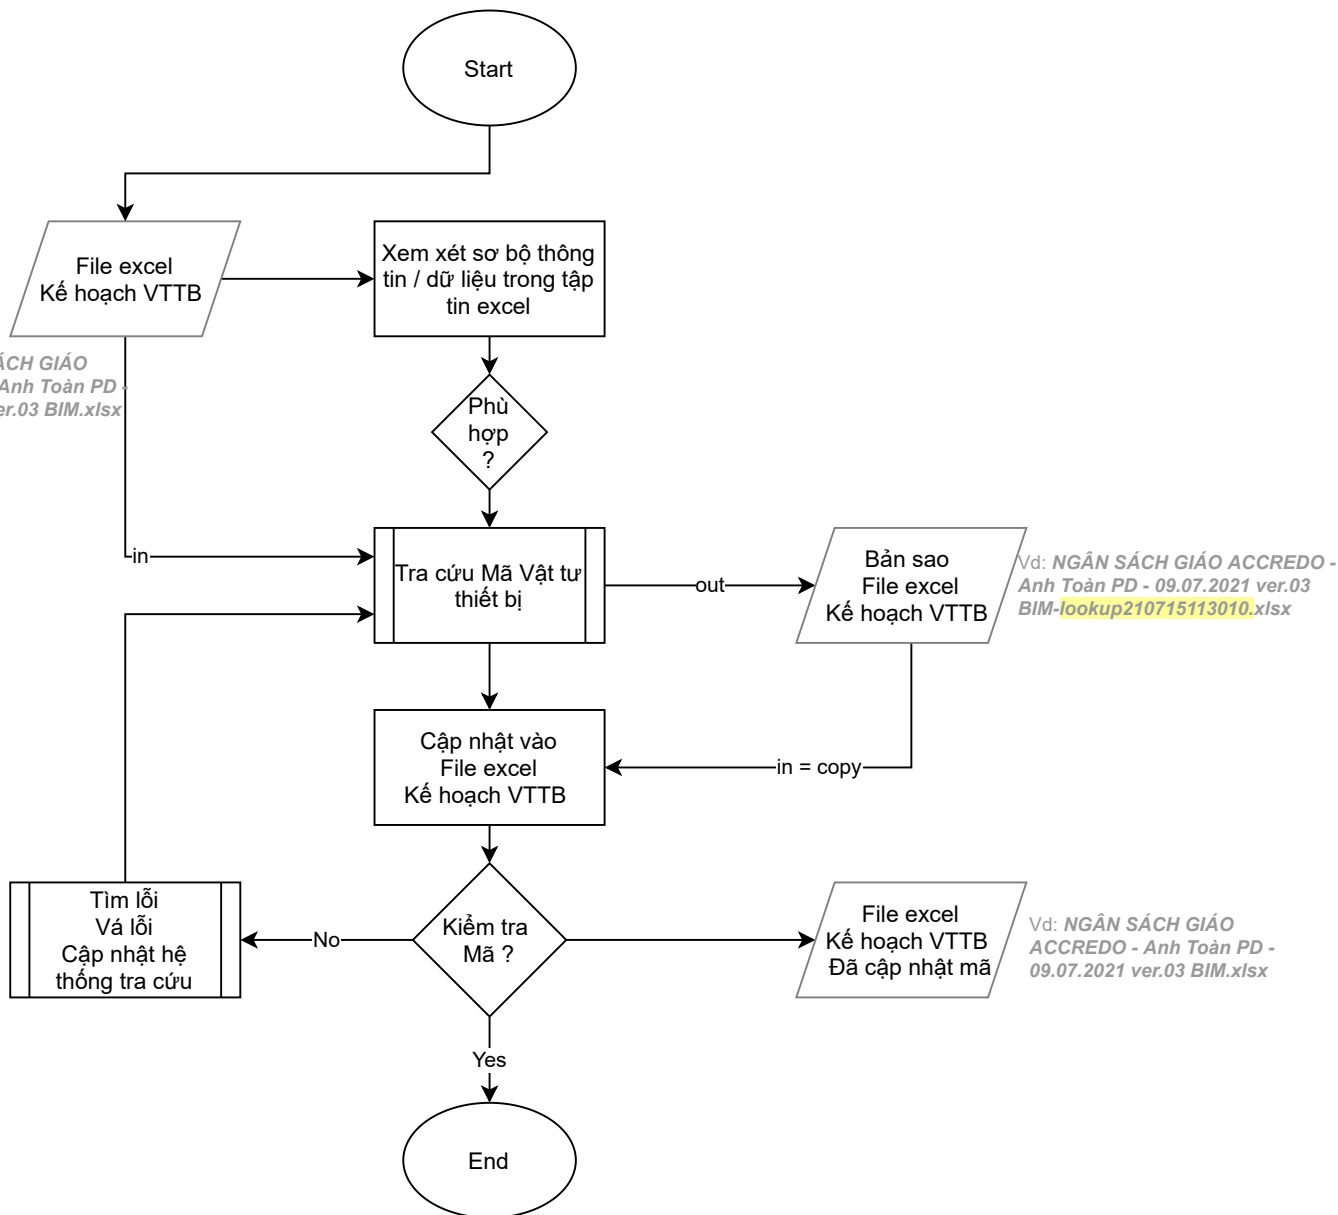 Start
File excel
Kế hoạch VTTB
Xem xét sơ bộ thông
tin / dữ liệu trong tập
tin excel
ÁCH GIÁO
Anh Toàn PD -
er.03 BIM.xlsx
Phù
hợp
?
in
Tra cứu Mã Vật tư
thiết bị
out
Bản sao
File excel
Kế hoạch VTTB
Vd: NGÂN SÁCH GIÁO ACCREDO -
Anh Toàn PD - 09.07.2021 ver.03
BIM-lookup210715113010.xlsx
Cập nhật vào
File excel
Kế hoạch VTTB
in = copy
Tìm lỗi
Vá lỗi
Cập nhật hệ
thống tra cứu
No
Kiểm tra
Mã ?
File excel
Kế hoạch VTTB
Đã cập nhật mã
Vd: NGÂN SÁCH GIÁO
ACCREDO - Anh Toàn PD -
09.07.2021 ver.03 BIM.xlsx
Yes
End